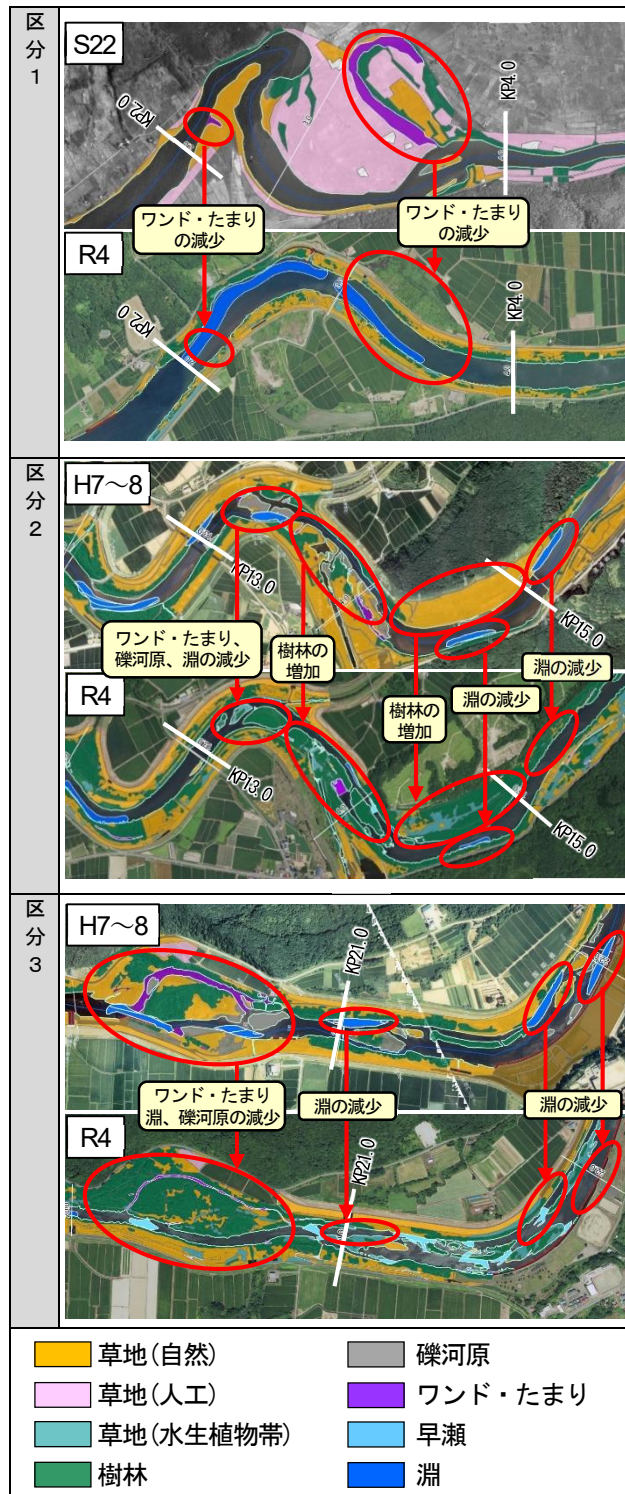 区
分
1
S22
KP2.0
KP4.0
ワンド・たまり
の減少
ワンド・たまり
の減少
R4
KP2.0
KP4.0
区
分
2
H7～8
KP13.0
KP15.0
ワンド・たまり、
礫河原、淵の減少
樹林の
増加
樹林の
増加
淵の減少
淵の減少
R4
KP13.0
KP15.0
区
分
3
H7～8
KP21.0
ワンド・たまり
淵、礫河原の減少
淵の減少
淵の減少
R4
KP21.0
草地(自然)
礫河原
草地(人工)
ワンド・たまり
草地(水生植物帯)
早瀬
樹林
淵